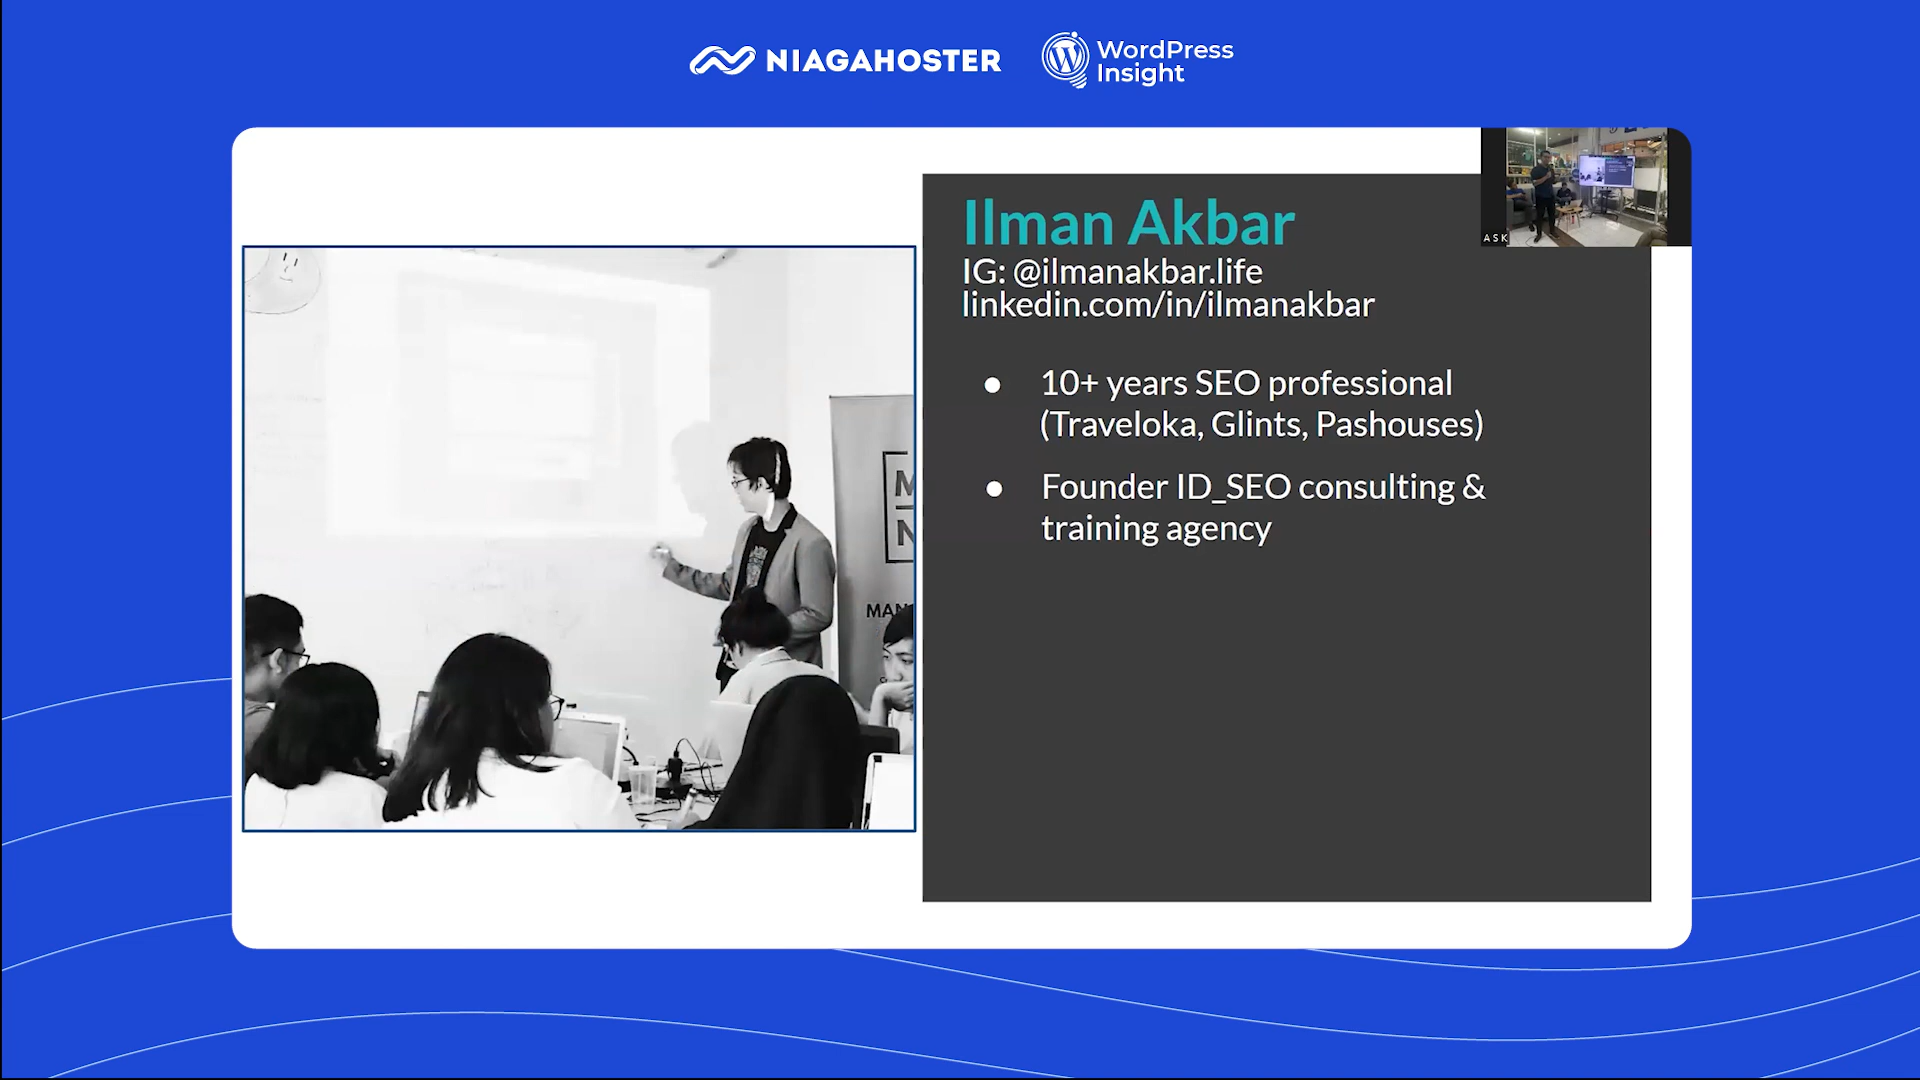 NIAGAHOSTER
WordPress
Insight
ASK
Ilman Akbar
IG: @ilmanakbar.life
linkedin.com/in/ilmanakbar
● 10+ years SEO professional
(Traveloka, Glints, Pashouses)
● Founder ID_SEO consulting &
training agency
M
N
MAN